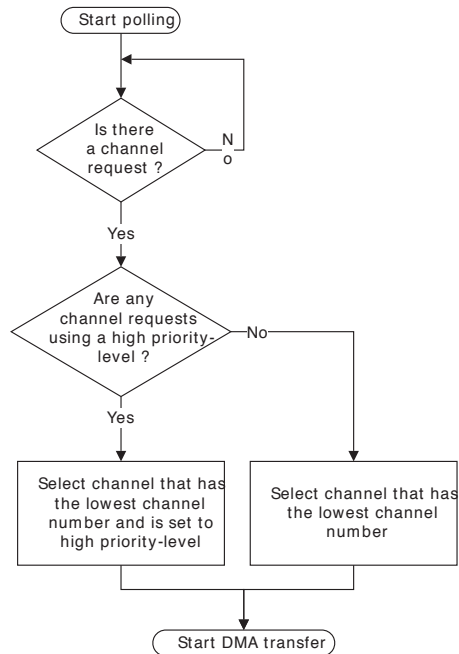 Start polling
Is there
a channel
request ?
N
o
Yes
Are any
channel requests
using a high priority-
level ?
No
Yes
Select channel that has
the lowest channel
number and is set to
high priority-level
Select channel that has
the lowest channel
number
Start DMA transfer